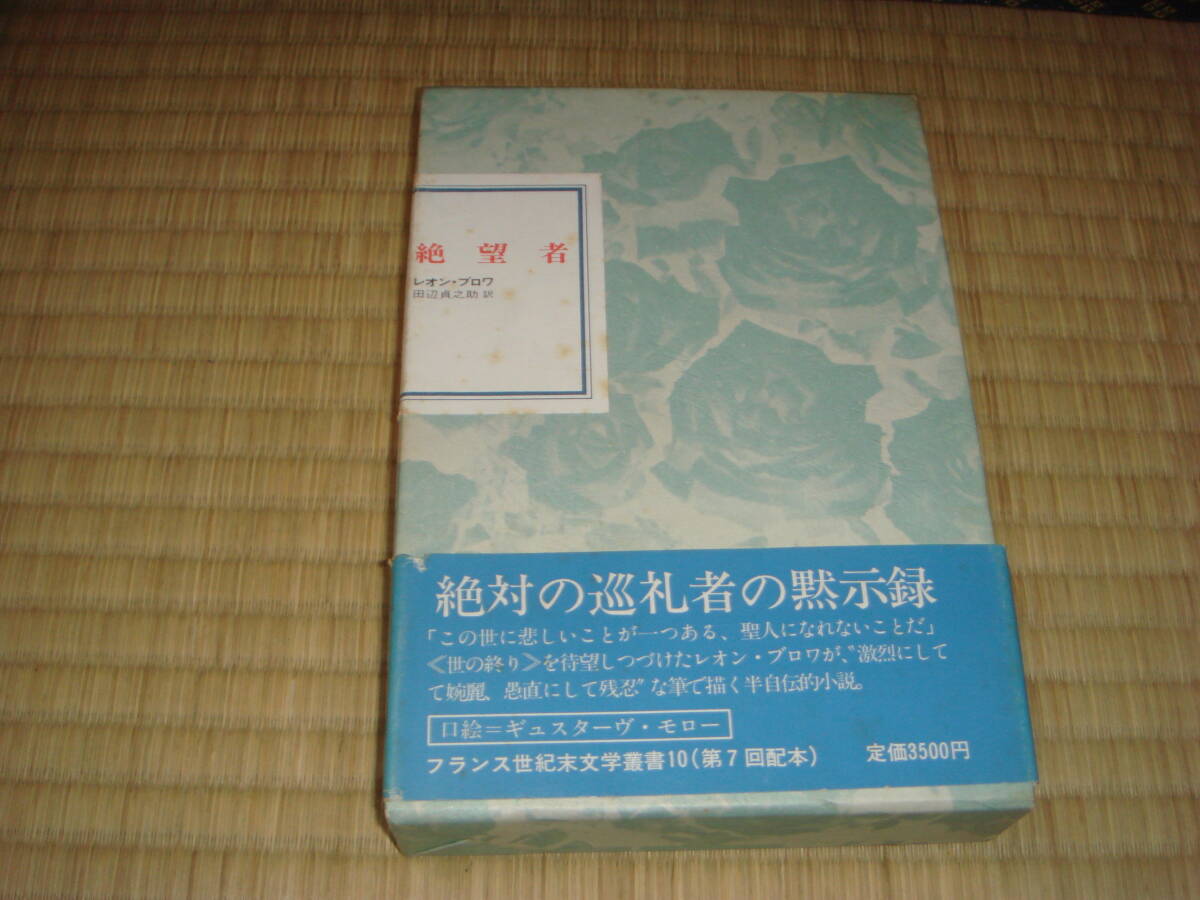 絶望者
レオン・ブロワ
田辺貞之助 訳
絶対の巡礼者の黙示録
「この世に悲しいことが一つある、聖人になれないことだ」
≪世の終り≫を待望しつづけたレオン・ブロワが、〝激烈にして
て婉麗、愚直にして残忍〟な筆で描く半自伝的小説。
口絵＝ギュスターヴ・モロー
フランス世紀末文学叢書10（第7回配本）
定価3500円